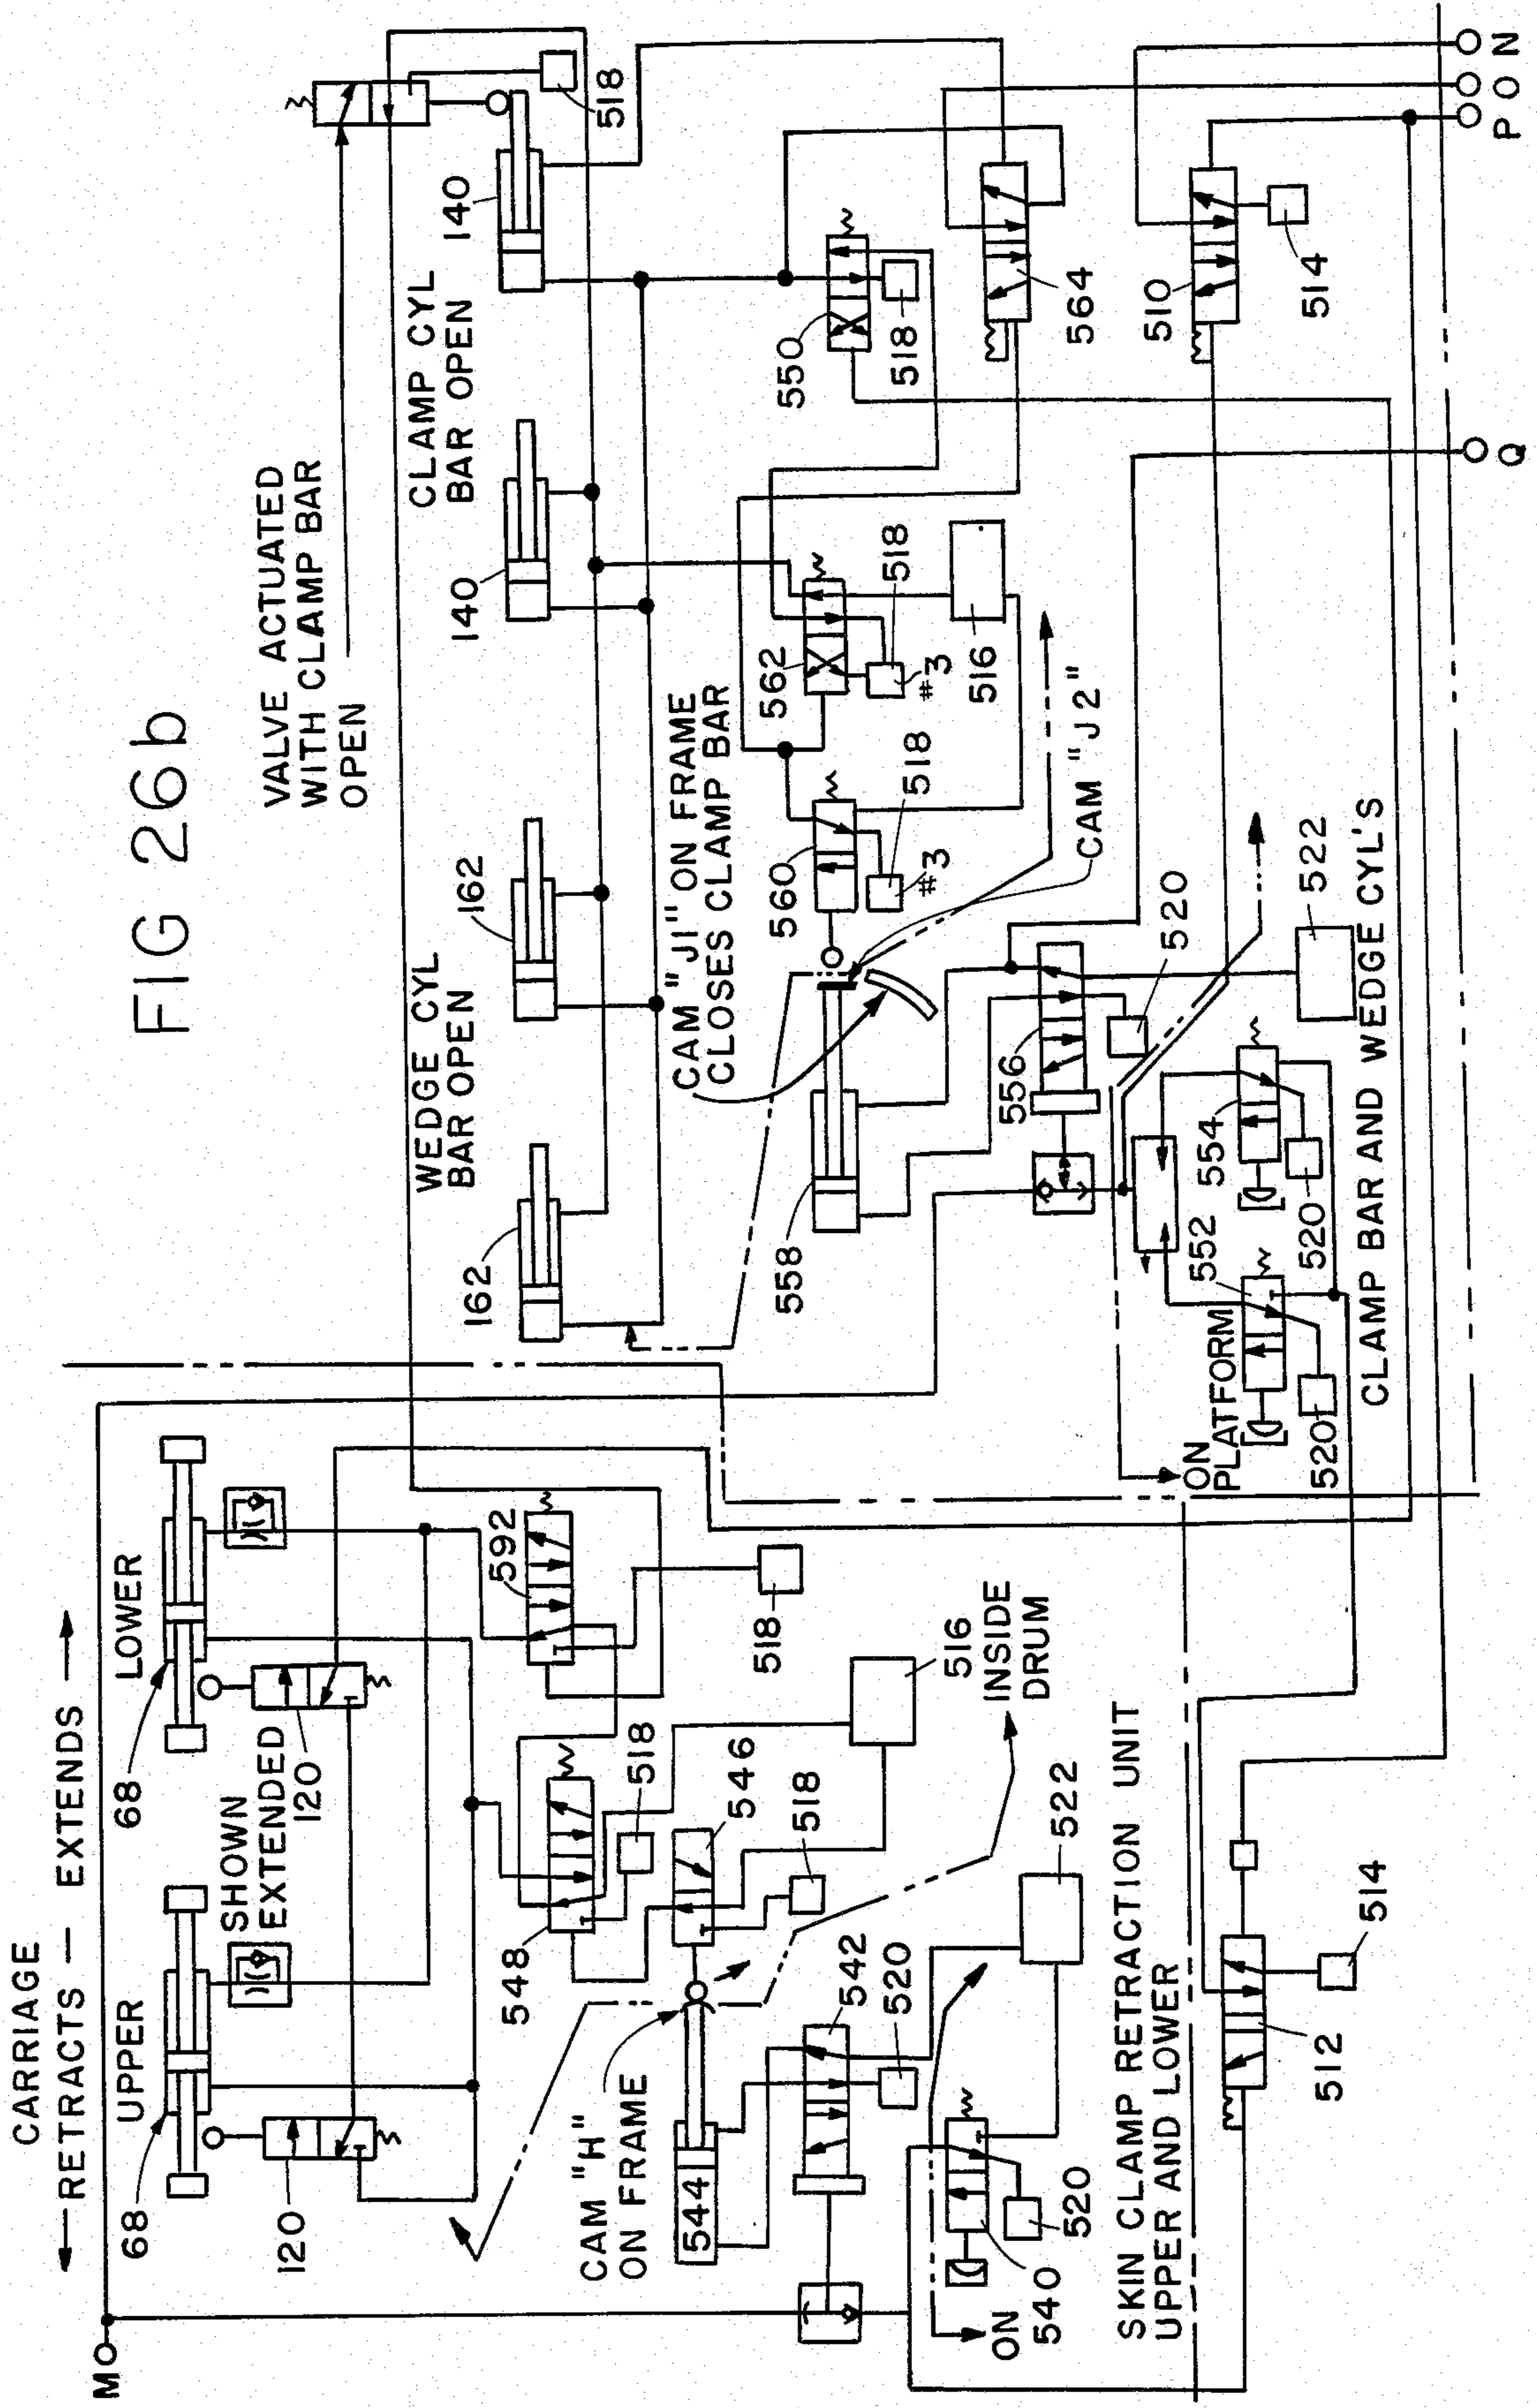 FIG 26b
CARRIAGE
RETRACTS — EXTENDS
UPPER
LOWER
68
68
SHOWN
EXTENDED
120
120
M
592
518
548
518
546
518
516
INSIDE
DRUM
CAM "H"
ON FRAME
544
542
520
522
520
ON
540
SKIN CLAMP RETRACTION UNIT
UPPER AND LOWER
512
514
VALVE ACTUATED
WITH CLAMP BAR
OPEN
518
CLAMP CYL
BAR OPEN
140
140
WEDGE CYL
BAR OPEN
162
162
CAM "J1" ON FRAME
CLOSES CLAMP BAR
558
560
518
#3
562
518
#3
516
550
518
564
510
514
CAM "J2"
556
520
522
554
520
552
520
ON
PLATFORM
CLAMP BAR AND WEDGE CYL'S
Q
P
O
N